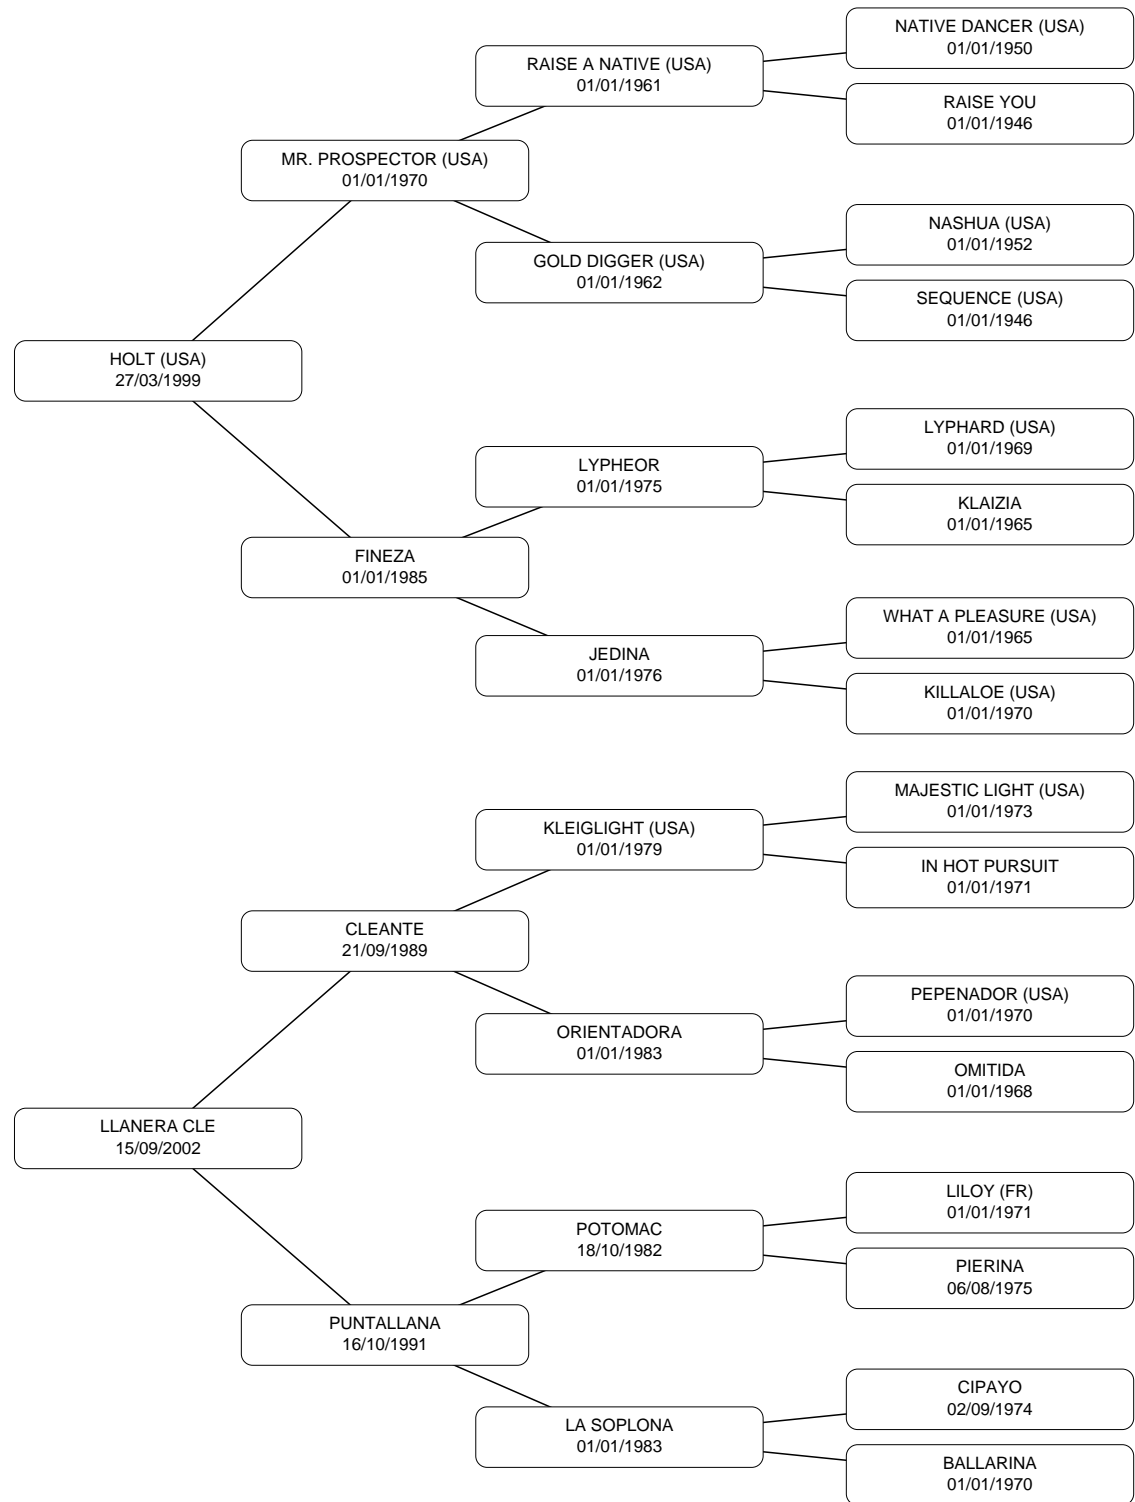 NATIVE DANCER (USA)
01/01/1950
RAISE A NATIVE (USA)
01/01/1961
RAISE YOU
01/01/1946
MR. PROSPECTOR (USA)
01/01/1970
NASHUA (USA)
01/01/1952
GOLD DIGGER (USA)
01/01/1962
SEQUENCE (USA)
01/01/1946
HOLT (USA)
27/03/1999
LYPHARD (USA)
01/01/1969
LYPHEOR
01/01/1975
KLAIZIA
01/01/1965
FINEZA
01/01/1985
WHAT A PLEASURE (USA)
01/01/1965
JEDINA
01/01/1976
KILLALOE (USA)
01/01/1970
MAJESTIC LIGHT (USA)
01/01/1973
KLEIGLIGHT (USA)
01/01/1979
IN HOT PURSUIT
01/01/1971
CLEANTE
21/09/1989
PEPENADOR (USA)
01/01/1970
ORIENTADORA
01/01/1983
OMITIDA
01/01/1968
LLANERA CLE
15/09/2002
LILOY (FR)
01/01/1971
POTOMAC
18/10/1982
PIERINA
06/08/1975
PUNTALLANA
16/10/1991
CIPAYO
02/09/1974
LA SOPLONA
01/01/1983
BALLARINA
01/01/1970